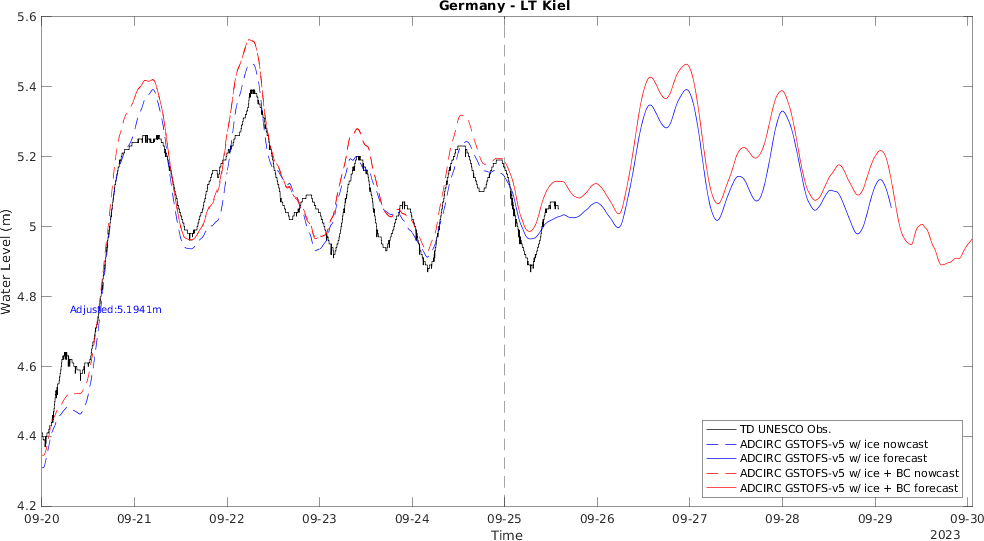 Germany - LT Kiel
5.6
5.4
5.2
5
4.8
4.6
4.4
4.2
Water Level (m)
Adjusted:5.1941m
TD UNESCO Obs.
ADCIRC GSTOFS-v5 w/ ice nowcast
ADCIRC GSTOFS-v5 w/ ice forecast
ADCIRC GSTOFS-v5 w/ ice + BC nowcast
ADCIRC GSTOFS-v5 w/ ice + BC forecast
09-20 09-21 09-22 09-23 09-24 09-25 09-26 09-27 09-28 09-29 09-30
Time
2023